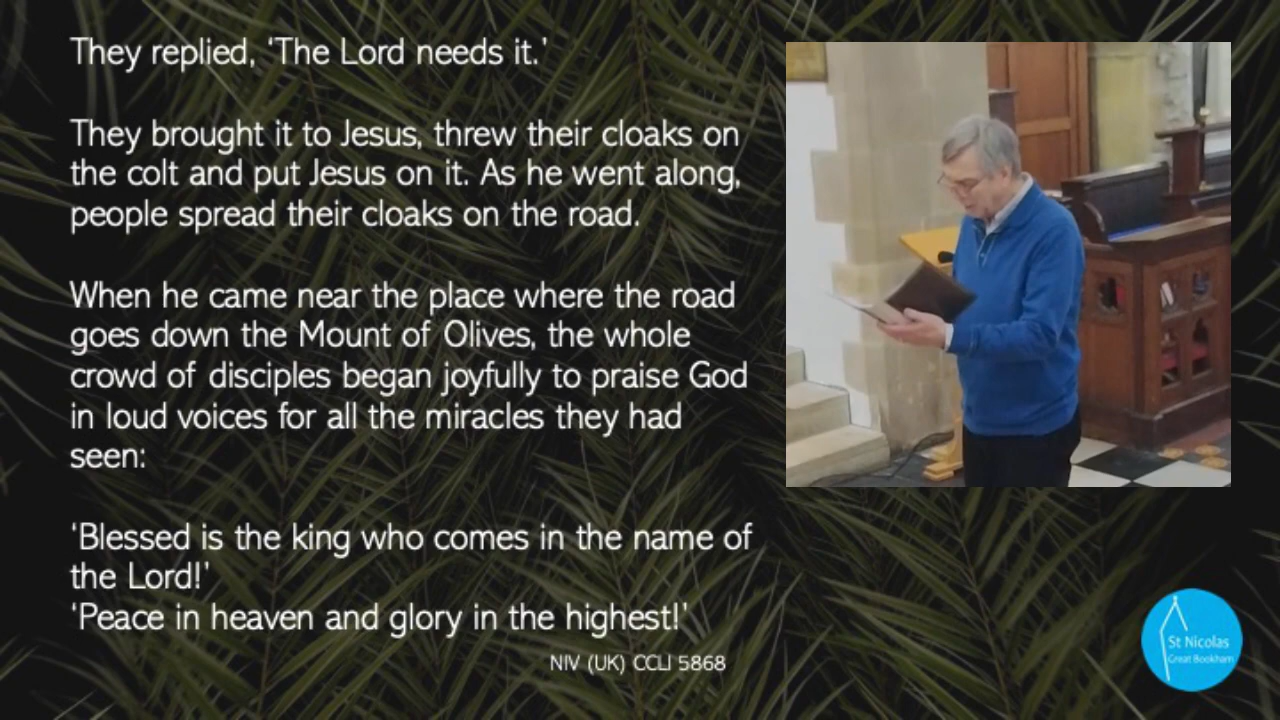 They replied, ‘The Lord needs it.’
They brought it to Jesus, threw their cloaks on
the colt and put Jesus on it. As he went along,
people spread their cloaks on the road.
When he came near the place where the road
goes down the Mount of Olives, the whole
crowd of disciples began joyfully to praise God
in loud voices for all the miracles they had
seen:
‘Blessed is the king who comes in the name of
the Lord!’
‘Peace in heaven and glory in the highest!’
NIV (UK) CCLI 5868
St Nicolas
Great Bookham